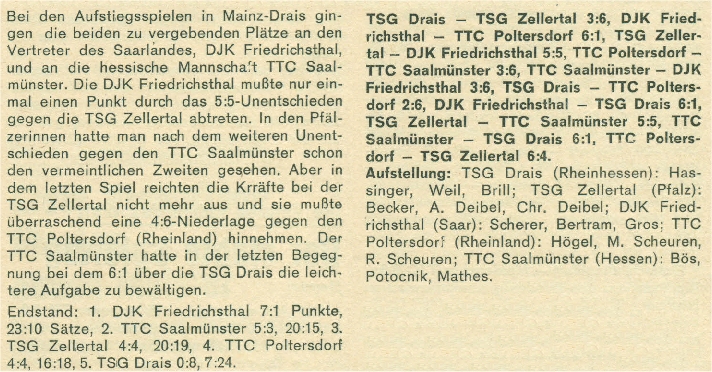 Bei den Aufstiegsspielen in Mainz-Drais gin-
gen die beiden zu vergebenden Plätze an den
Vertreter des Saarlandes, DJK Friedrichsthal,
und an die hessische Mannschaft TTC Saal-
münster. Die DJK Friedrichsthal mußte nur ein-
mal einen Punkt durch das 5:5-Unentschieden
gegen die TSG Zellertal abtreten. In den Pfäl-
zerinnen hatte man nach dem weiteren Unent-
schieden gegen den TTC Saalmünster schon
den vermeintlichen Zweiten gesehen. Aber in
dem letzten Spiel reichten die Krräfte bei der
TSG Zellertal nicht mehr aus und sie mußte
überraschend eine 4:6-Niederlage gegen den
TTC Poltersdorf (Rheinland) hinnehmen. Der
TTC Saalmünster hatte in der letzten Begeg-
nung bei dem 6:1 über die TSG Drais die leich-
tere Aufgabe zu bewältigen.
Endstand: 1. DJK Friedrichsthal 7:1 Punkte,
23:10 Sätze, 2. TTC Saalmünster 5:3, 20:15, 3.
TSG Zellertal 4:4, 20:19, 4. TTC Poltersdorf
4:4, 16:18, 5. TSG Drais 0:8, 7:24.
TSG Drais — TSG Zellertal 3:6, DJK Fried-
richsthal — TTC Poltersdorf 6:1, TSG Zeller-
tal — DJK Friedrichsthal 5:5, TTC Poltersdorf —
TTC Saalmünster 3:6, TTC Saalmünster — DJK
Friedrichsthal 3:6, TSG Drais — TTC Polters-
dorf 2:6, DJK Friedrichsthal — TSG Drais 6:1,
TSG Zellertal — TTC Saalmünster 5:5, TTC
Saalmünster — TSG Drais 6:1, TTC Polters-
dorf — TSG Zellertal 6:4.
Aufstellung: TSG Drais (Rheinhessen): Has-
singer, Weil, Brill; TSG Zellertal (Pfalz):
Becker, A. Deibel, Chr. Deibel; DJK Fried-
richsthal (Saar): Scherer, Bertram, Gros; TTC
Poltersdorf (Rheinland): Högel, M. Scheuren,
R. Scheuren; TTC Saalmünster (Hessen): Bös,
Potocnik, Mathes.